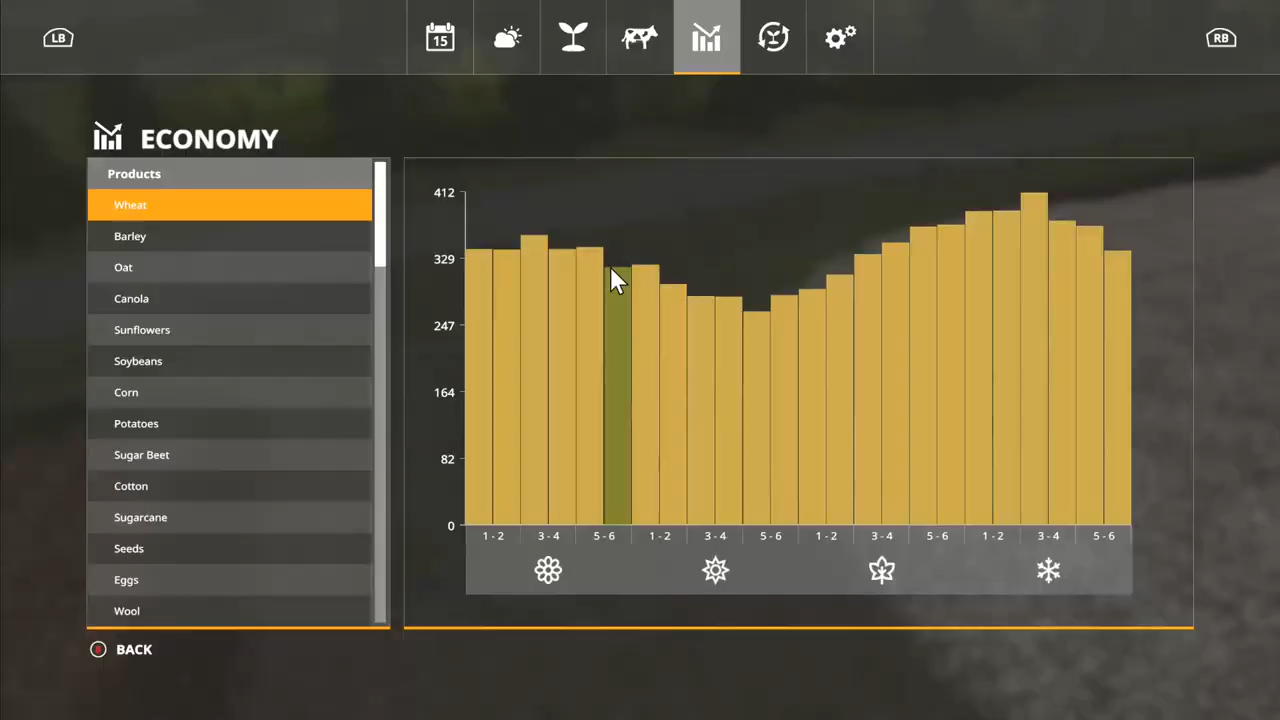 LB
15
RB
ECONOMY
Products
Wheat
Barley
Oat
Canola
Sunflowers
Soybeans
Corn
Potatoes
Sugar Beet
Cotton
Sugarcane
Seeds
Eggs
Wool
412
329
247
164
82
0
1 - 2 3 - 4 5 - 6 1 - 2 3 - 4 5 - 6 1 - 2 3 - 4 5 - 6 1 - 2 3 - 4 5 - 6
BACK